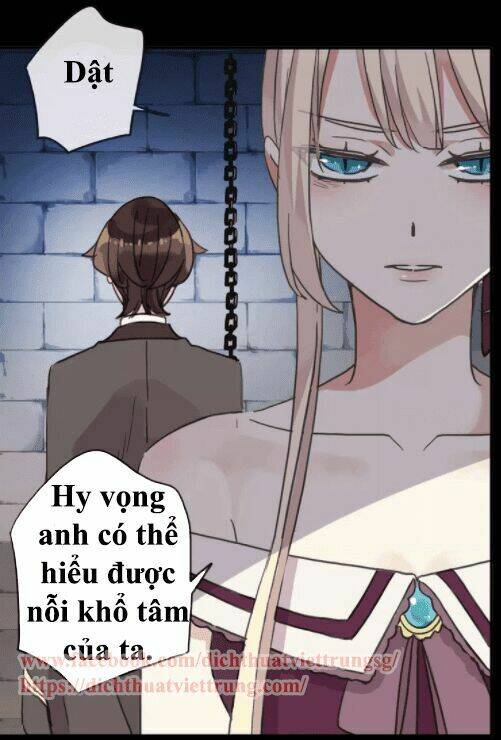 Dật
Hy vọng
anh có thể
hiểu được
nỗi khổ tâm
của ta.
www.facebook.com/dichthuatviettrungsg/
https://dichthuatviettrung.com/